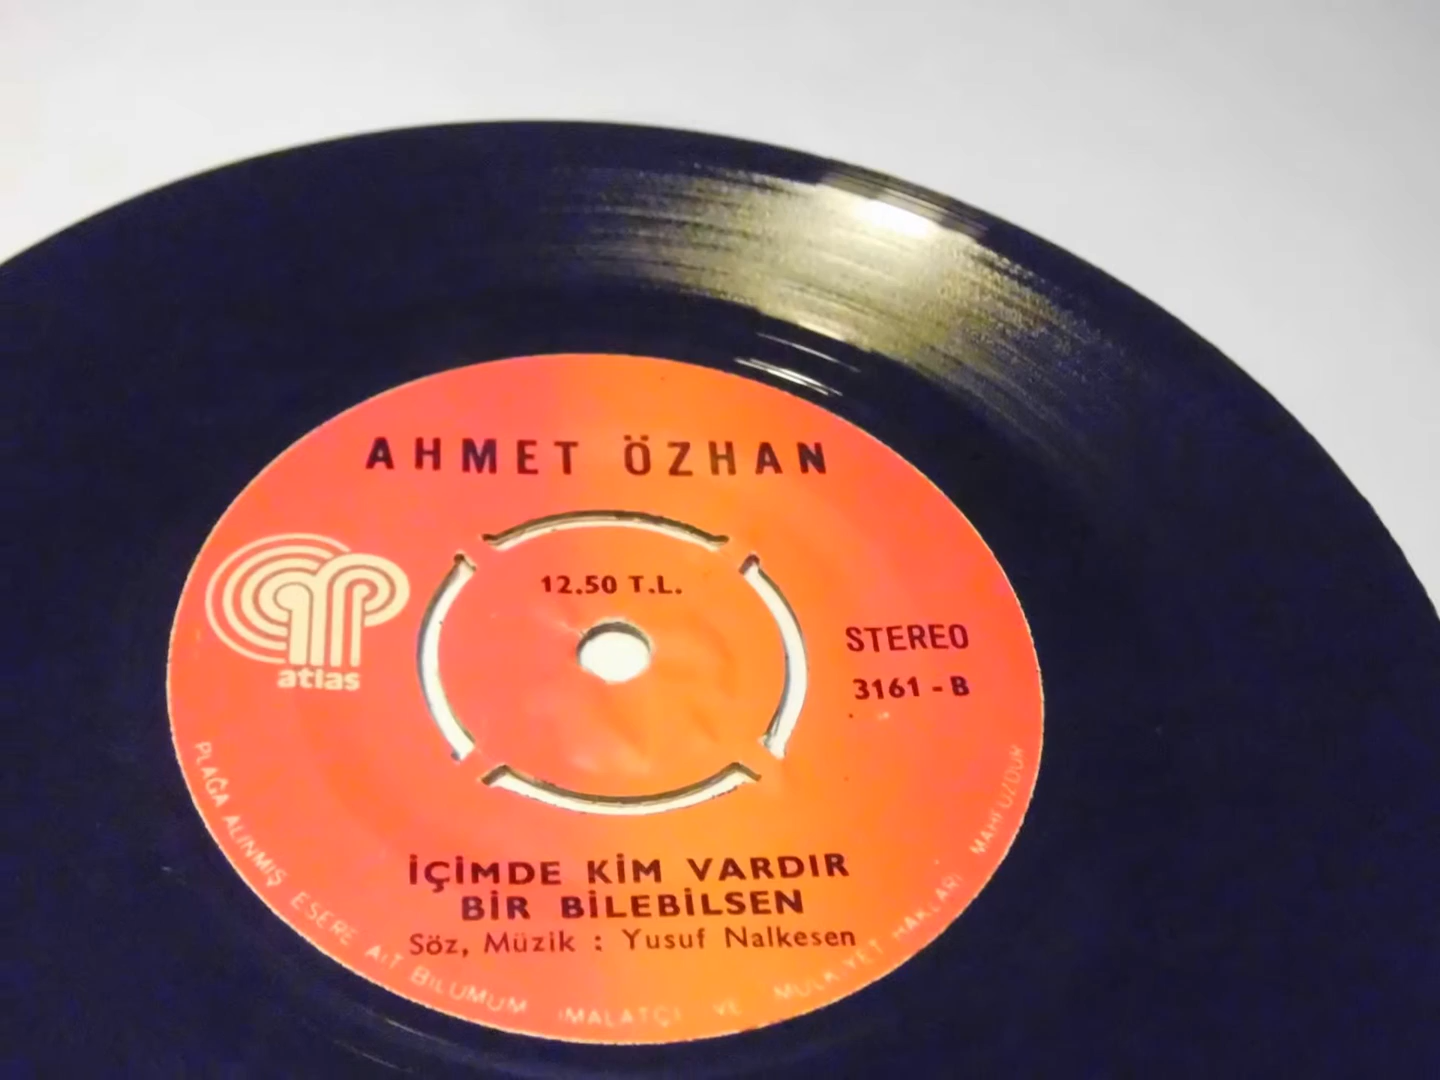 AHMET ÖZHAN
12.50 T.L.
atlas
STEREO
3161 - B
İÇİMDE KİM VARDIR
BİR BİLEBİLSEN
Söz, Müzik : Yusuf Nalkesen
PLAĞA ALINMIŞ ESERE AİT BİLUMUM İMALATÇI VE MÜLKİYET HAKLARI MAHFUZDUR